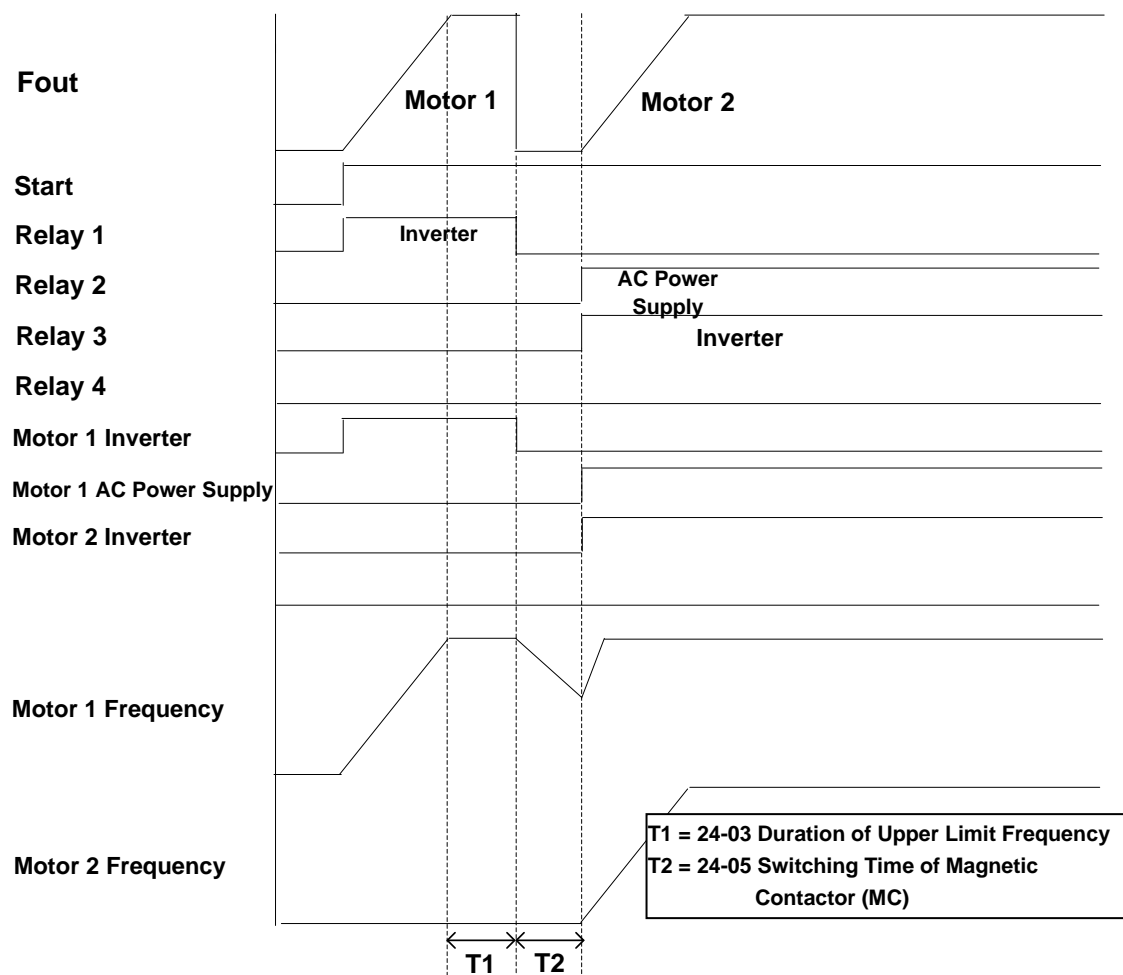 Fout
Motor 1
Motor 2
Start
Relay 1
Inverter
Relay 2
AC Power
Supply
Relay 3
Inverter
Relay 4
Motor 1 Inverter
Motor 1 AC Power Supply
Motor 2 Inverter
Motor 1 Frequency
T1 = 24-03 Duration of Upper Limit Frequency
T2 = 24-05 Switching Time of Magnetic
Contactor (MC)
Motor 2 Frequency
T1
T2